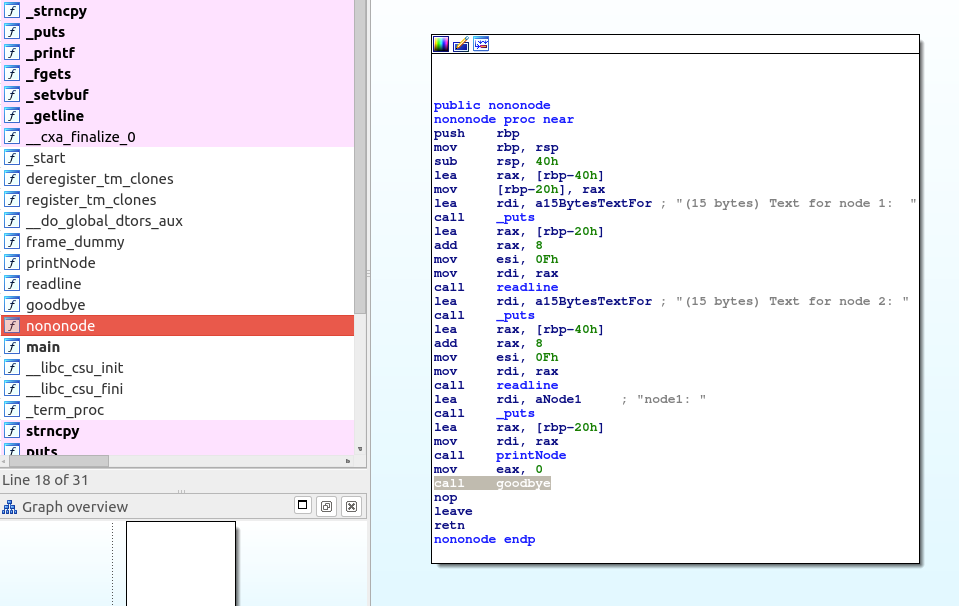 _strncpy
_puts
_printf
_fgets
_setvbuf
_getline
__cxa_finalize_0
_start
deregister_tm_clones
register_tm_clones
__do_global_dtors_aux
frame_dummy
printNode
readline
goodbye
nononode
main
__libc_csu_init
__libc_csu_fini
_term_proc
strncpy
puts
Line 18 of 31
Graph overview
public nononode
nononode proc near
push rbp
mov rbp, rsp
sub rsp, 40h
lea rax, [rbp-40h]
mov [rbp-20h], rax
lea rdi, a15BytesTextFor ; "(15 bytes) Text for node 1:  "
call _puts
lea rax, [rbp-20h]
add rax, 8
mov esi, 0Fh
mov rdi, rax
call readline
lea rdi, a15BytesTextFor ; "(15 bytes) Text for node 2: "
call _puts
lea rax, [rbp-40h]
add rax, 8
mov esi, 0Fh
mov rdi, rax
call readline
lea rdi, aNode1 ; "node1: "
call _puts
lea rax, [rbp-20h]
mov rdi, rax
call printNode
mov eax, 0
call goodbye
nop
leave
retn
nononode endp